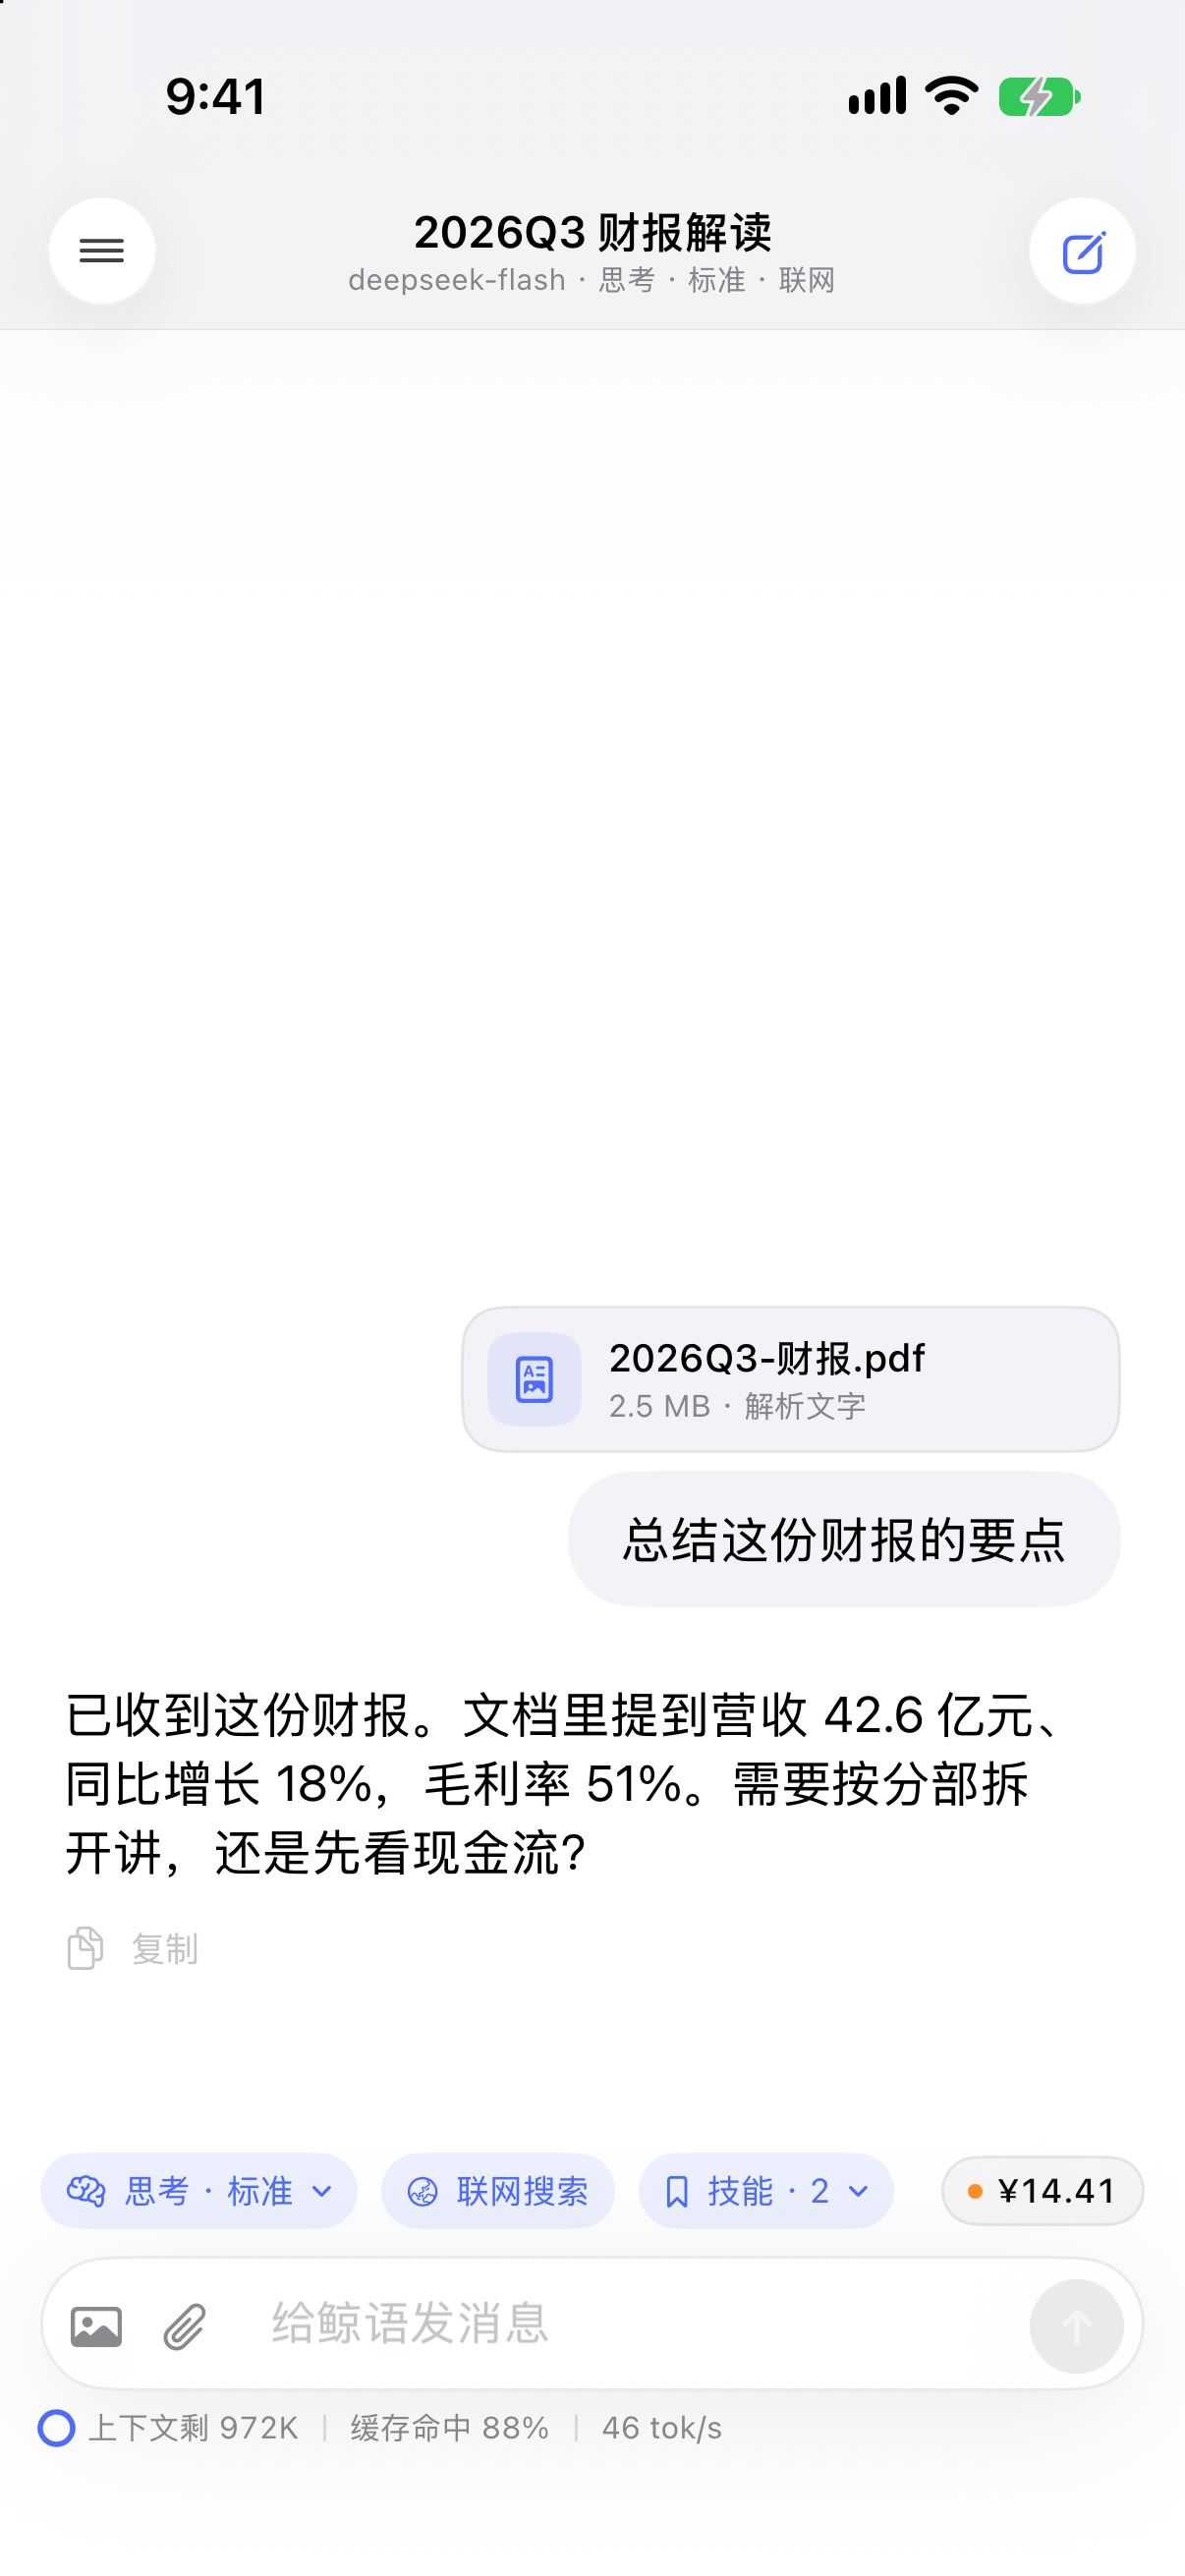 9:41
2026Q3 财报解读
deepseek-flash · 思考 · 标准 · 联网
2026Q3-财报.pdf
2.5 MB · 解析文字
总结这份财报的要点
已收到这份财报。文档里提到营收 42.6 亿元、
同比增长 18%，毛利率 51%。需要按分部拆
开讲，还是先看现金流?
复制
思考 · 标准
联网搜索
技能 · 2
¥14.41
给鲸语发消息
上下文剩 972K | 缓存命中 88% | 46 tok/s